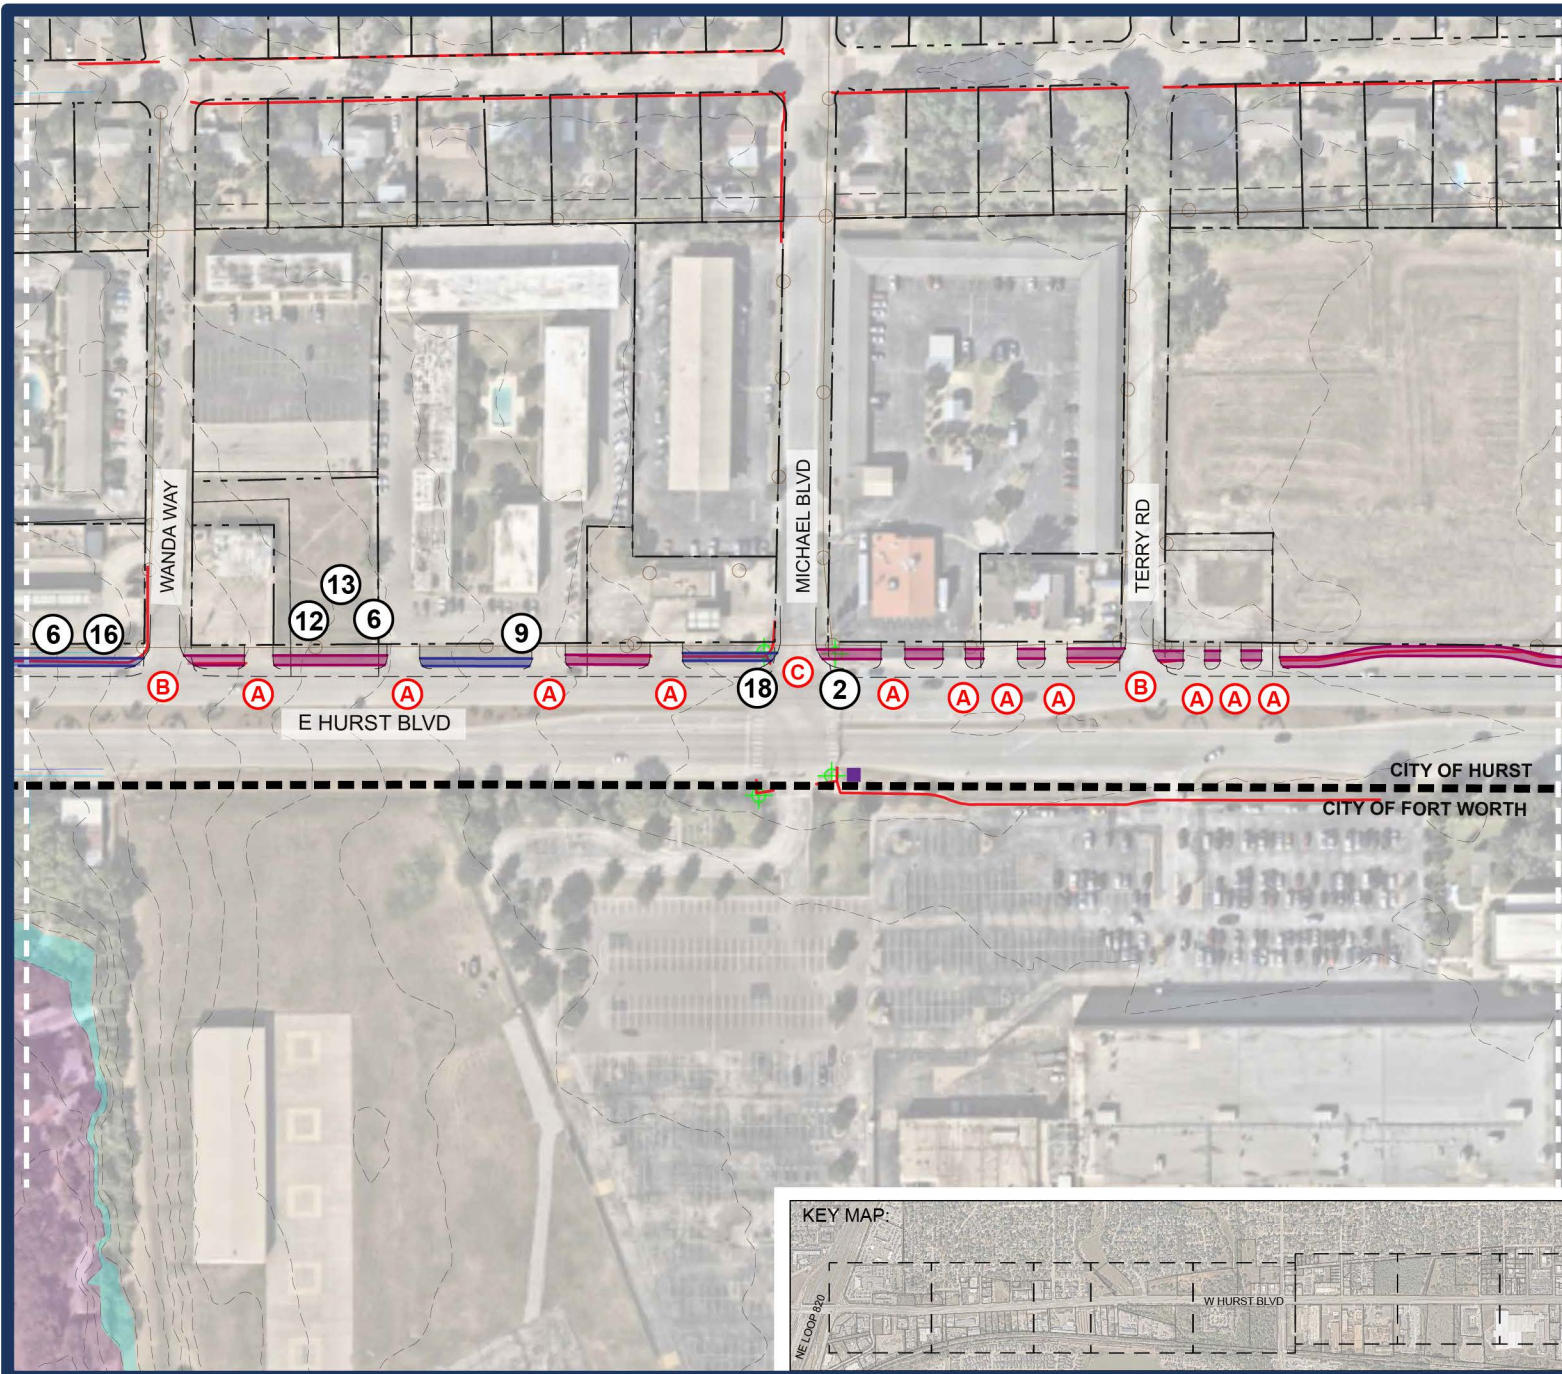 WANDA WAY
MICHAEL BLVD
TERRY RD
13
12
6
9
6
16
B
A
A
A
A
18
C
2
A
A
A
A
B
A
A
A
E HURST BLVD
CITY OF HURST
CITY OF FORT WORTH
KEY MAP:
NE LOOP 820
W HURST BLVD